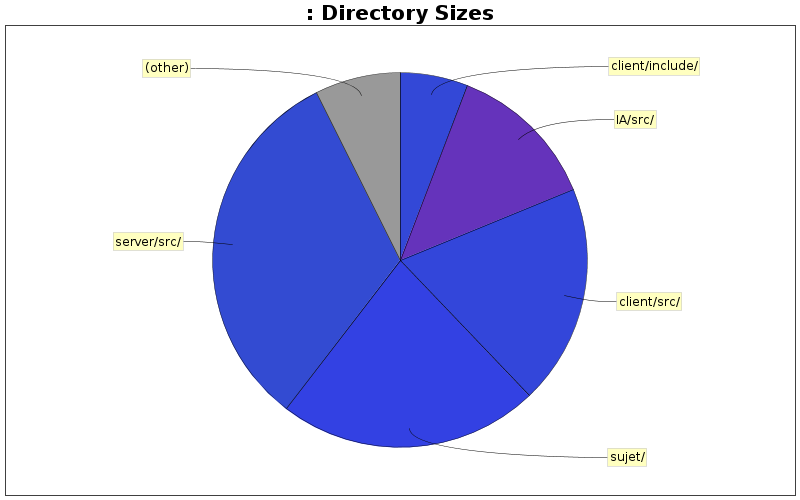 : Directory Sizes
(other)
client/include/
IA/src/
server/src/
client/src/
sujet/